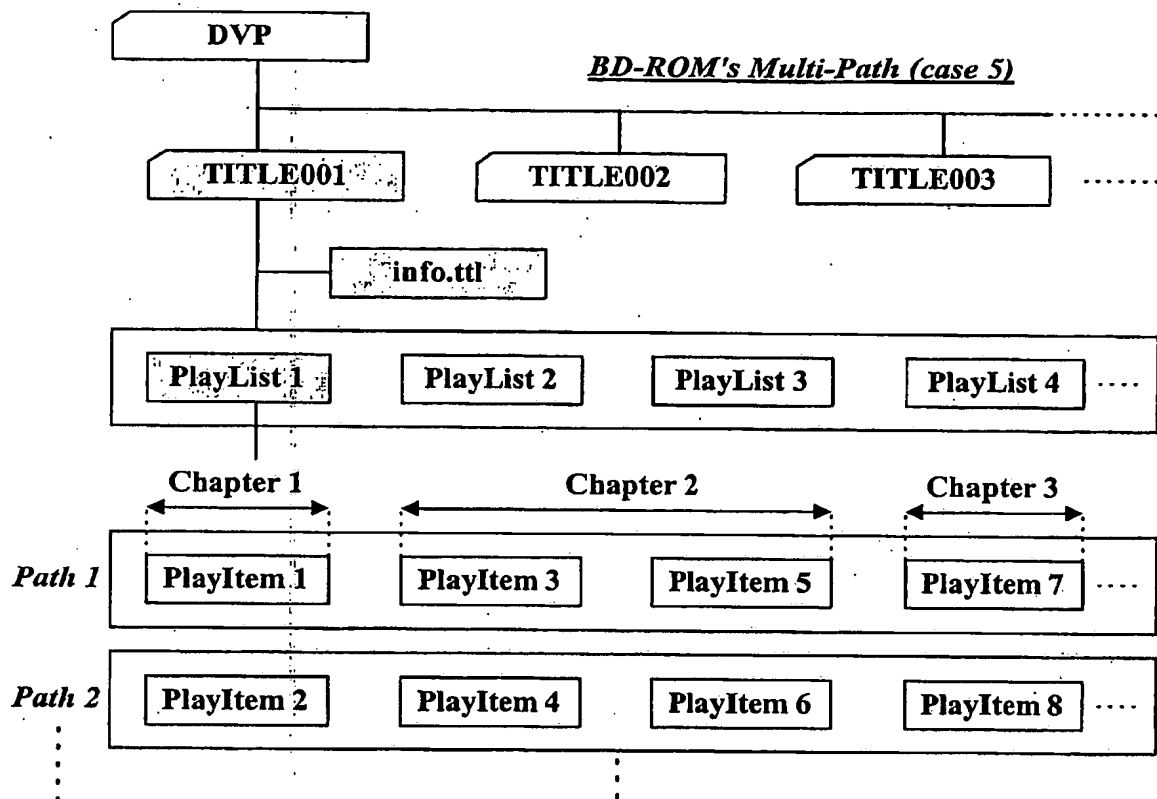 DVP
BD-ROM's Multi-Path (case 5)
TITLE001 TITLE002 TITLE003
info.ttl
PlayList 1 PlayList 2 PlayList 3 PlayList 4
Chapter 1 Chapter 2 Chapter 3
Path 1 PlayItem 1 PlayItem 3 PlayItem 5 PlayItem 7
Path 2 PlayItem 2 PlayItem 4 PlayItem 6 PlayItem 8